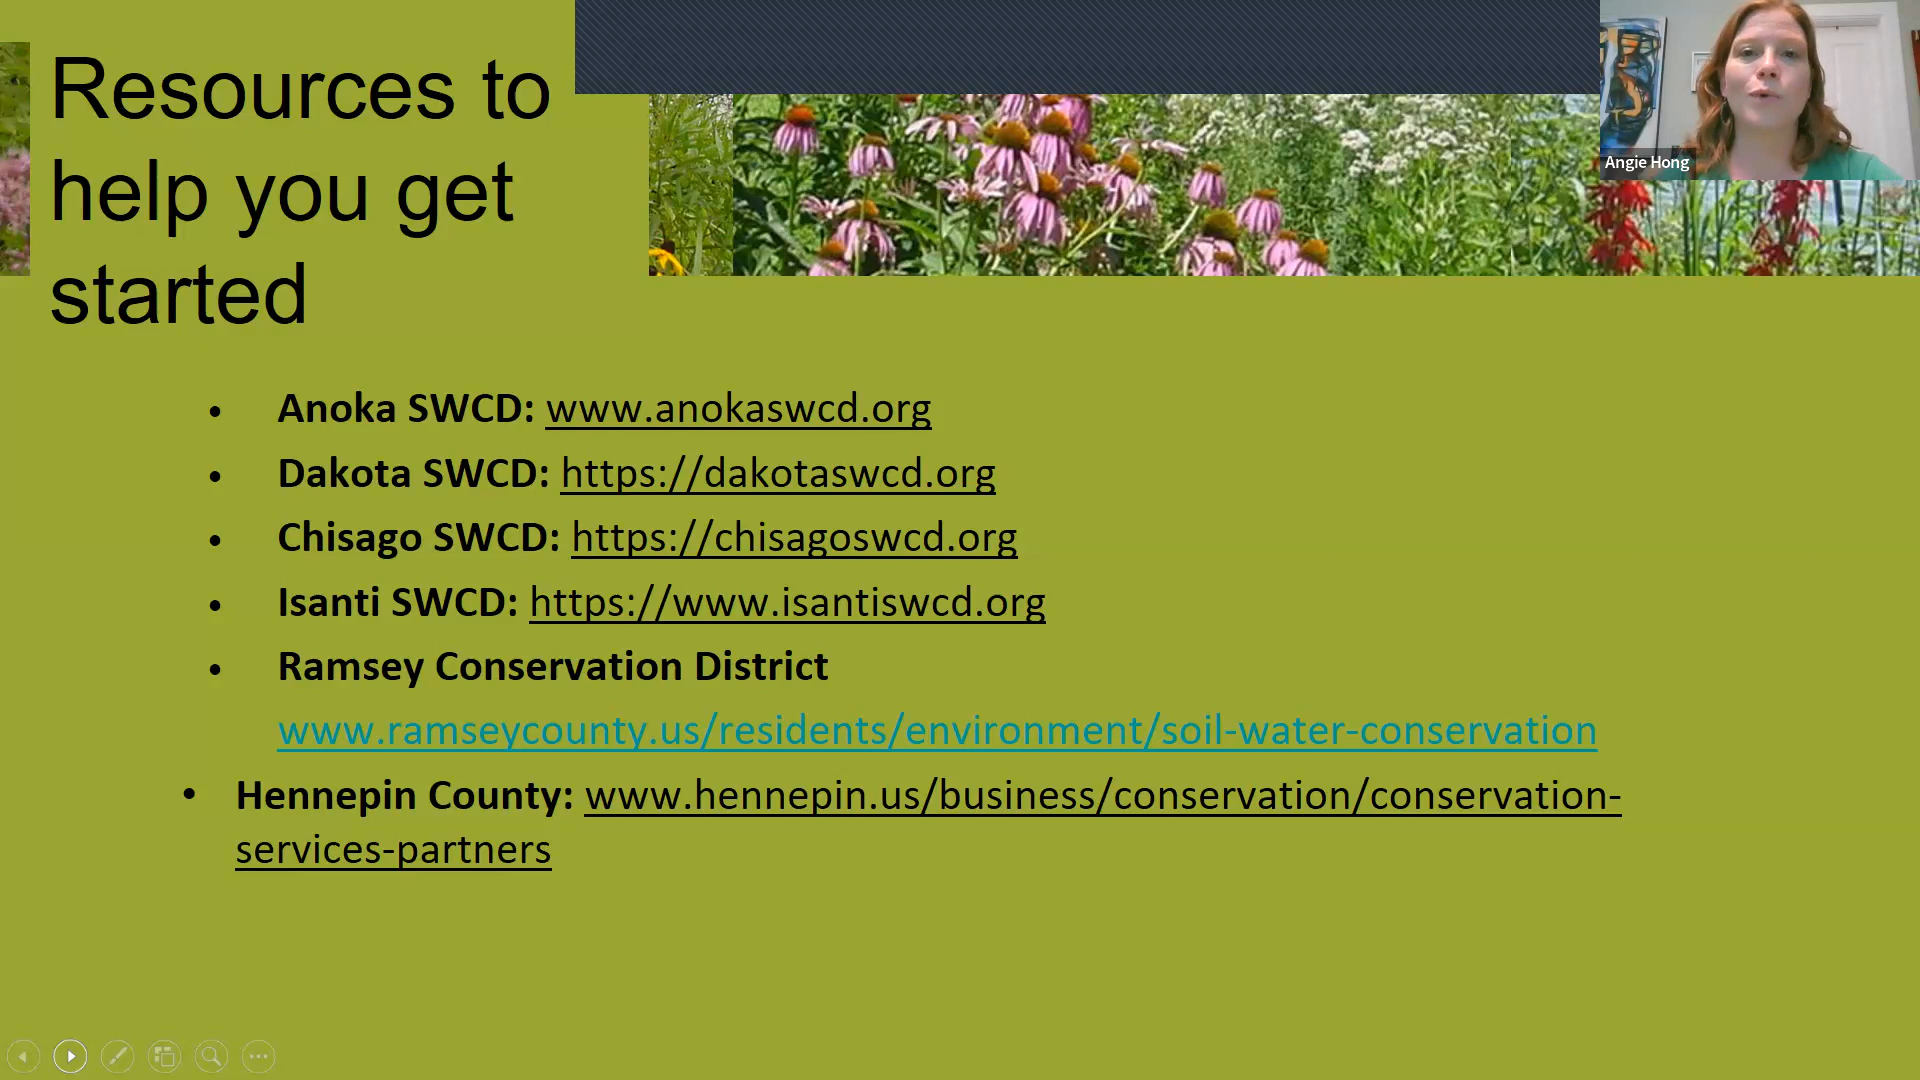 Resources to
help you get
started
Angie Hong
• Anoka SWCD: www.anokaswcd.org
• Dakota SWCD: https://dakotaswcd.org
• Chisago SWCD: https://chisagoswcd.org
• Isanti SWCD: https://www.isantiswcd.org
• Ramsey Conservation District
www.ramseycounty.us/residents/environment/soil-water-conservation
• Hennepin County: www.hennepin.us/business/conservation/conservation-
services-partners